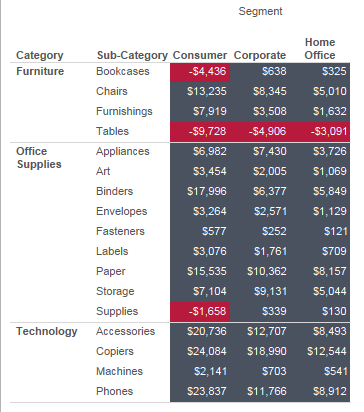 Segment
Home
Category Sub-Category Consumer Corporate Office
Furniture Bookcases -$4,436 $638 $325
Chairs $13,235 $8,345 $5,010
Furnishings $7,919 $3,508 $1,632
Tables -$9,728 -$4,906 -$3,091
Office Appliances $6,982 $7,430 $3,726
Supplies
Art $3,454 $2,005 $1,069
Binders $17,996 $6,377 $5,849
Envelopes $3,264 $2,571 $1,129
Fasteners $577 $252 $121
Labels $3,076 $1,761 $709
Paper $15,535 $10,362 $8,157
Storage $7,104 $9,131 $5,044
Supplies -$1,658 $339 $130
Technology Accessories $20,736 $12,707 $8,493
Copiers $24,084 $18,990 $12,544
Machines $2,141 $703 $541
Phones $23,837 $11,766 $8,912